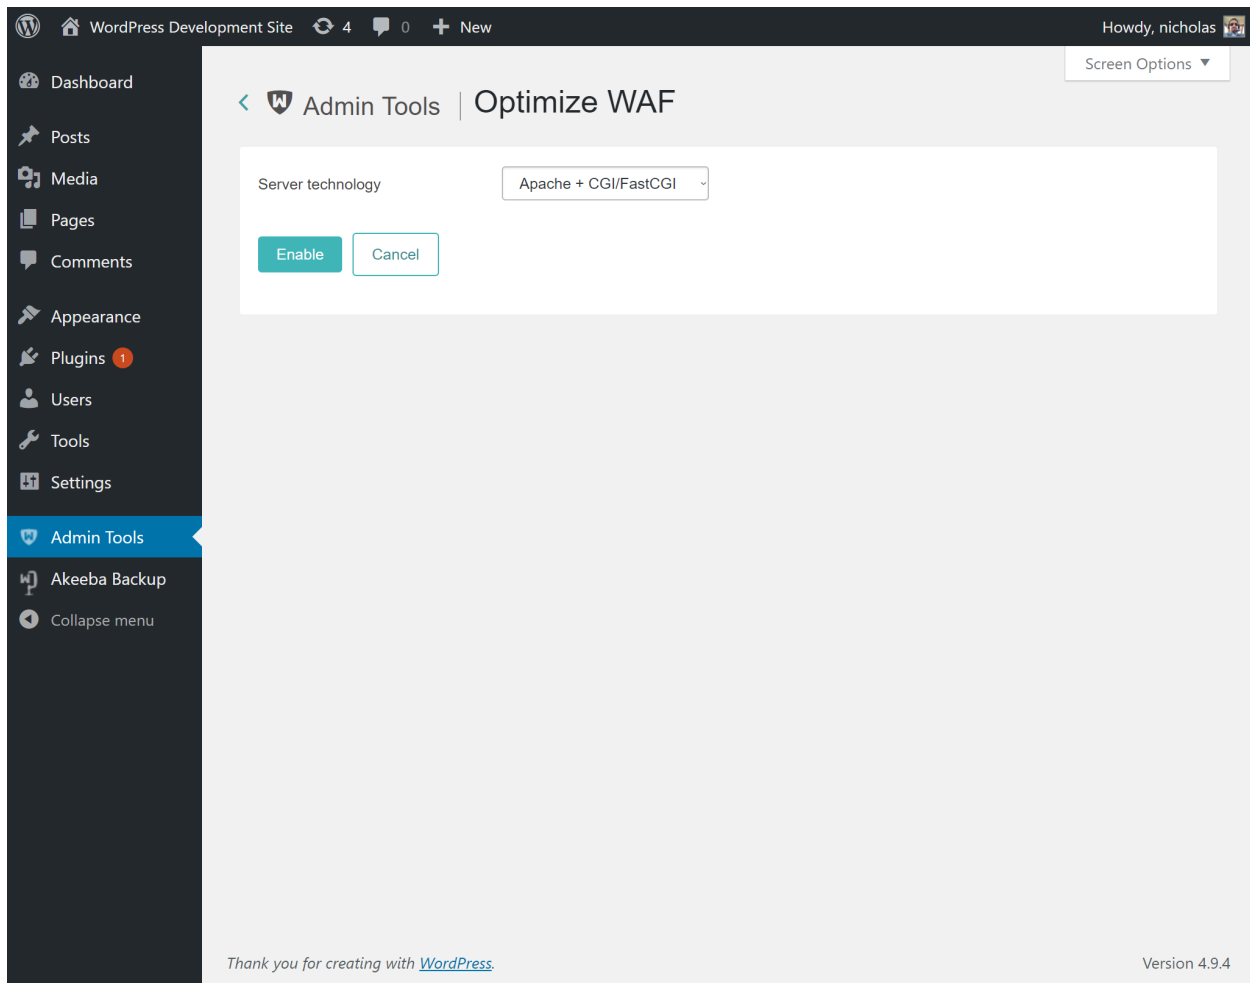 WordPress Development Site 4 0 New Howdy, nicholas
Screen Options ▼
Dashboard
Posts
Media
Pages
Comments
Appearance
Plugins 1
Users
Tools
Settings
Admin Tools
Akeeba Backup
Collapse menu
Admin Tools | Optimize WAF
Server technology Apache + CGI/FastCGI
Enable Cancel
Thank you for creating with WordPress. Version 4.9.4